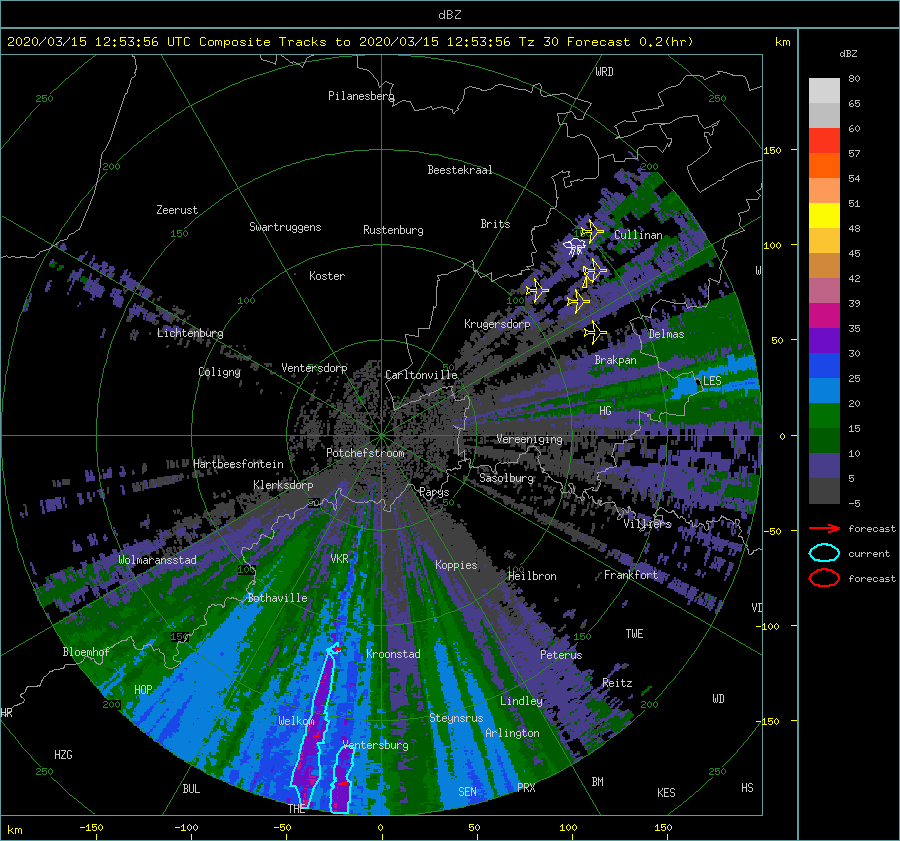 dBZ
2020/03/15 12:53:56 UTC Composite Tracks to 2020/03/15 12:53:56 Tz 30 Forecast 0.2(hr)
km
dBZ
WRD
80
Pilanesberg
250
250
65
60
150
57
200
Beestekraal
200
54
Zeerust
51
Swartruggens
Rustenburg
Brits
150
Cullinan
48
100
45
Koster
W
42
100
100
39
Krugersdorp
Lichtenburg
Delmas
35
50
Brakpan
30
Coligny
Ventersdorp
Carltonville
LES
25
HG
20
Vereeniging
0
15
Potchefstroom
10
Hartbeesfontein
Sasolburg
5
Klerksdorp
Parys
50
50
-5
Villiers
forecast
-50
VKR
current
Wolmaransstad
100
Koppies
Heilbron
Frankfort
forecast
Bothaville
VI
-100
150
150
TWE
Bloemhof
Kroonstad
Peterus
HOP
Reitz
200
Lindley
200
WD
HR
Welkom
Steynsrus
-150
Arlington
HZG
Ventersburg
250
250
BUL
SEN
PRX
BM
KES
HS
THE
km
-150
-100
-50
0
50
100
150